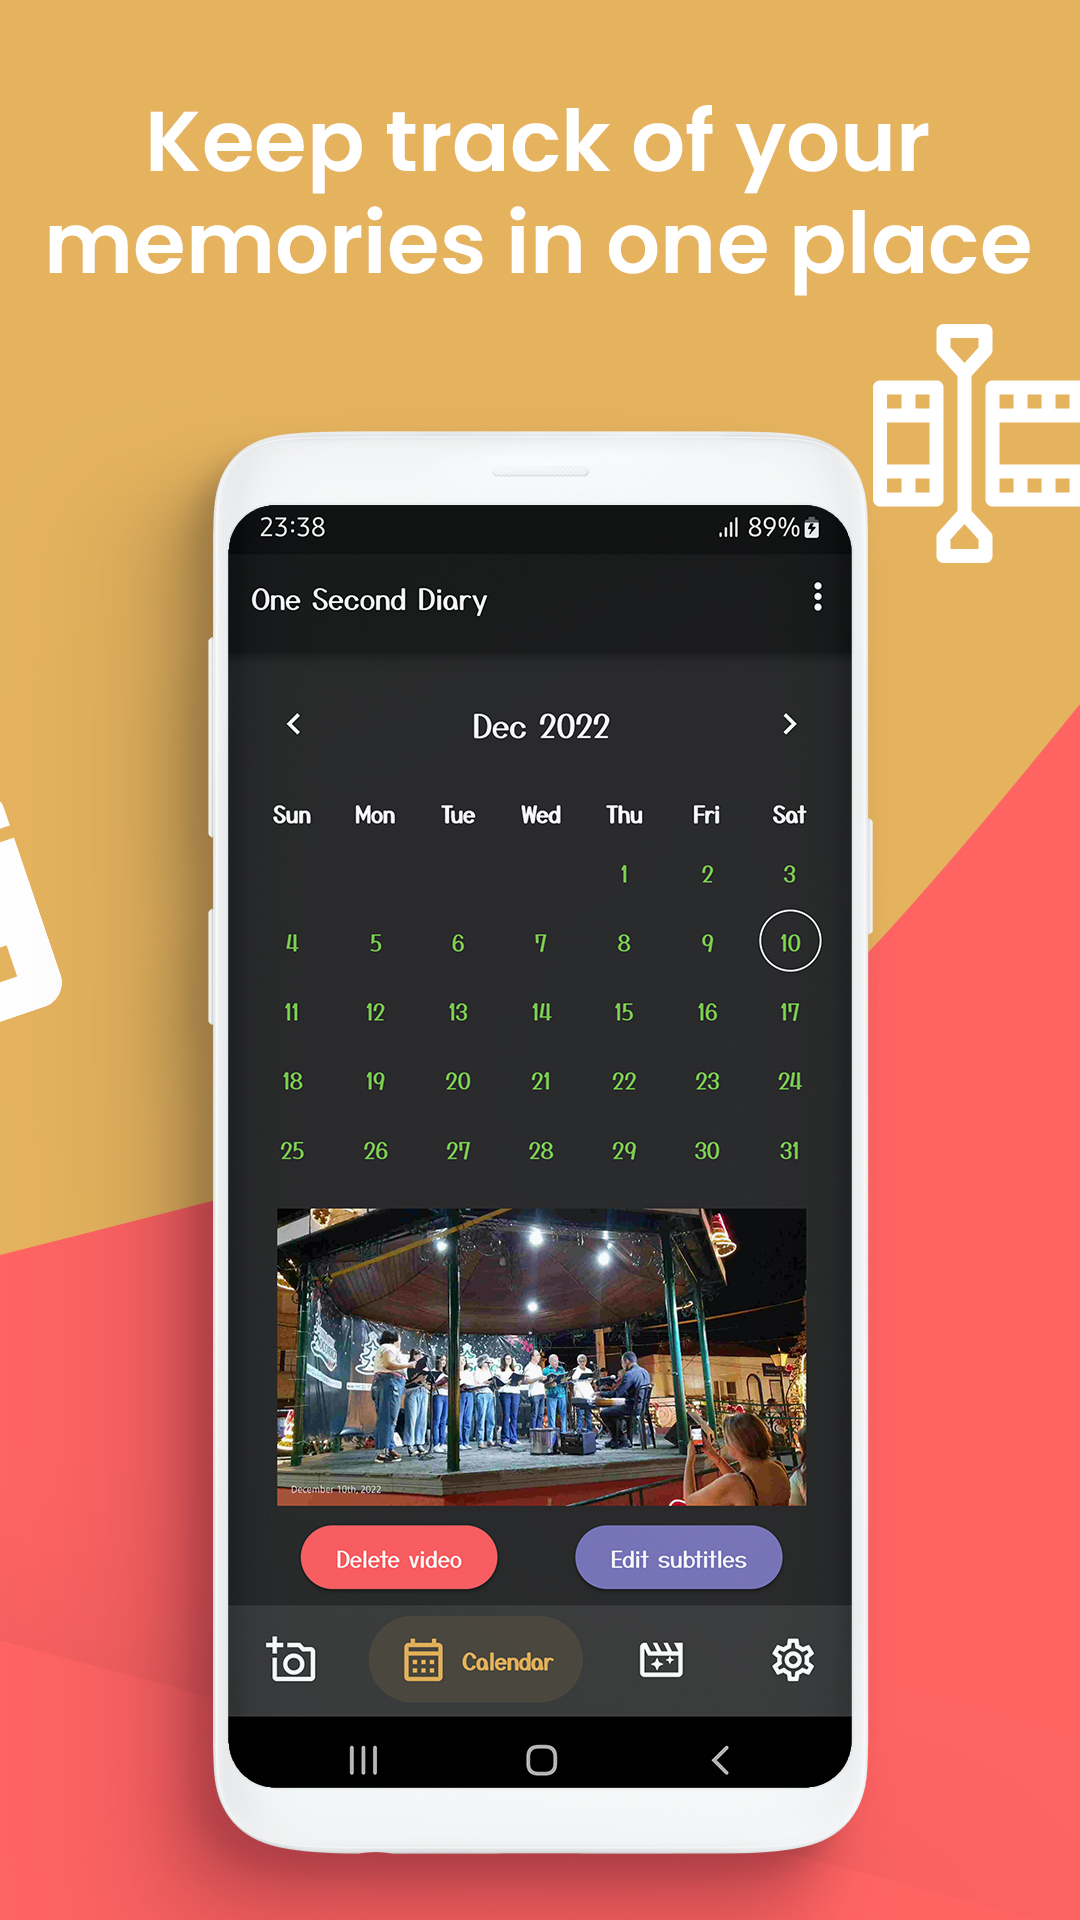 Keep track of your
memories in one place
23:38 89%
One Second Diary
Dec 2022
Sun Mon Tue Wed Thu Fri Sat
1 2 3
4 5 6 7 8 9 10
11 12 13 14 15 16 17
18 19 20 21 22 23 24
25 26 27 28 29 30 31
December 10th, 2022
Delete video Edit subtitles
Calendar